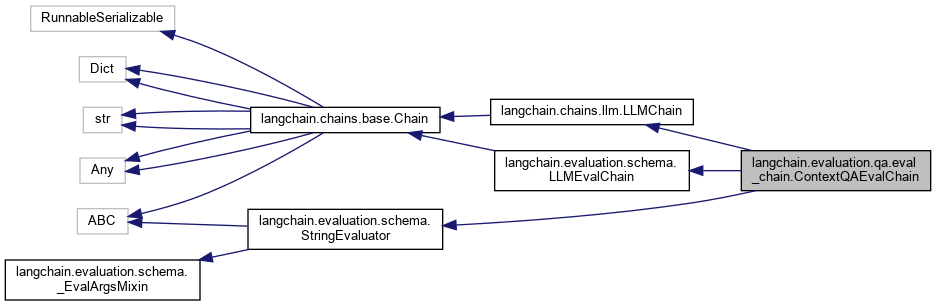 RunnableSerializable
Dict
str
Any
ABC
langchain.evaluation.schema.
_EvalArgsMixin
langchain.chains.base.Chain
langchain.evaluation.schema.
StringEvaluator
langchain.chains.llm.LLMChain
langchain.evaluation.schema.
LLMEvalChain
langchain.evaluation.qa.eval
_chain.ContextQAEvalChain